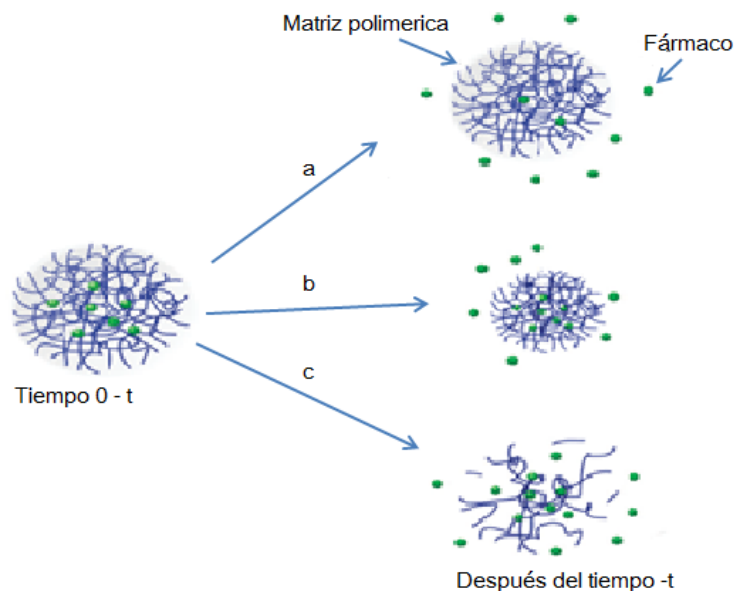 Matriz polimerica
Fármaco
a
b
c
Tiempo 0 - t
Después del tiempo -t